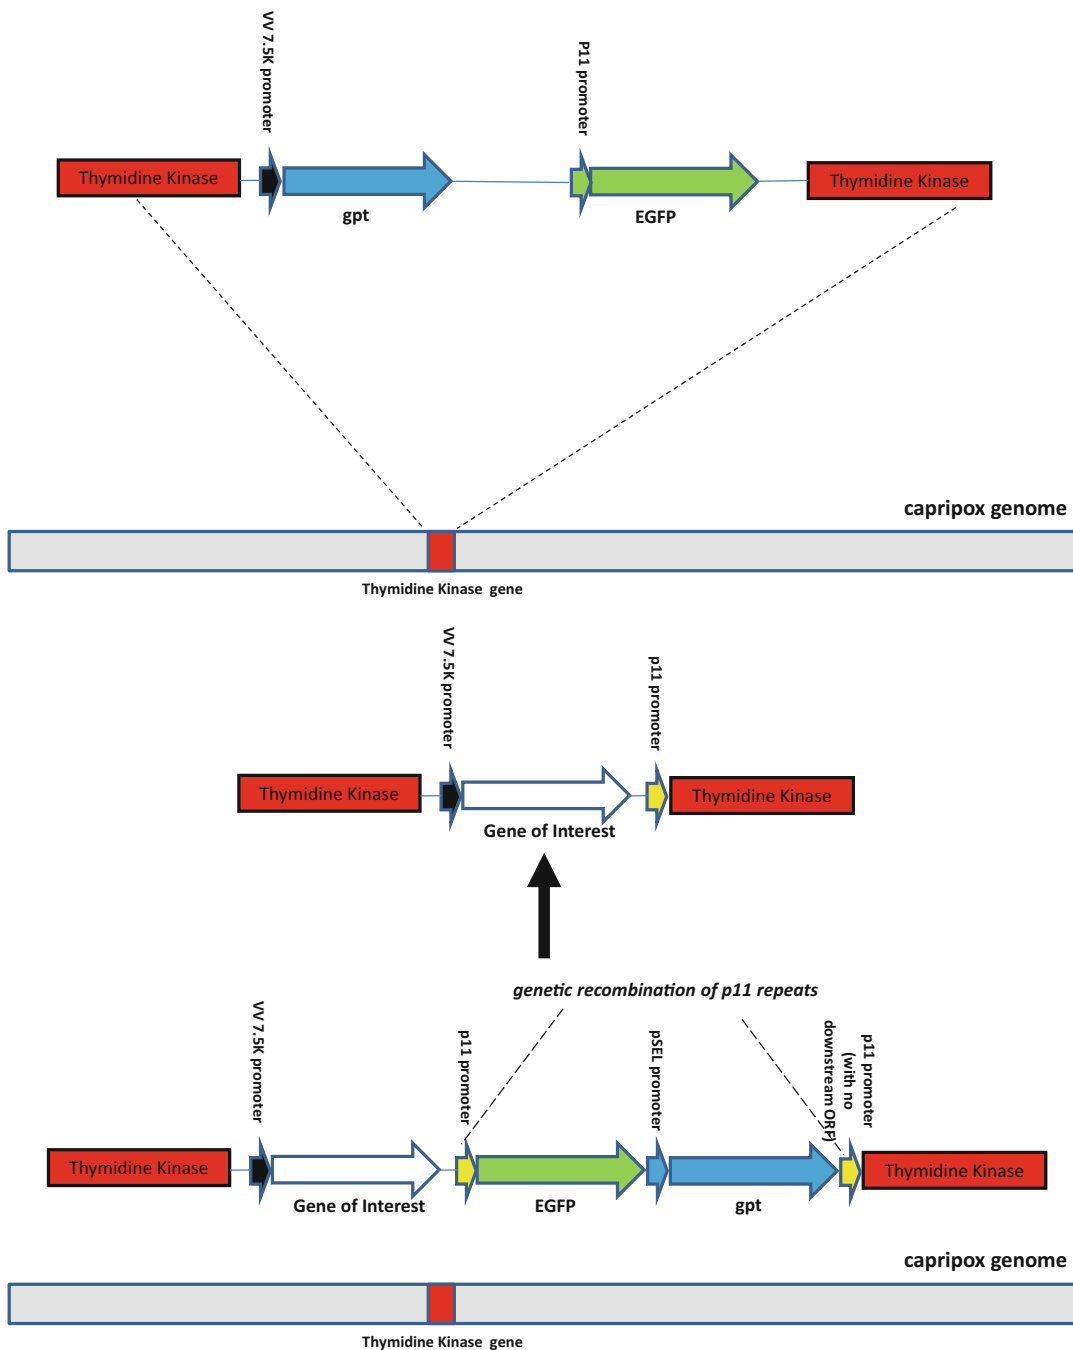 VV 7.5K promoter
P11 promoter
Thymidine Kinase
Thymidine Kinase
gpt
EGFP
capripox genome
Thymidine Kinase gene
VV 7.5K promoter
p11 promoter
Thymidine Kinase
Thymidine Kinase
Gene of Interest
genetic recombination of p11 repeats
VV 7.5K promoter
p11 promoter
pSEL promoter
p11 promoter
(with no
downstream ORF)
Thymidine Kinase
Thymidine Kinase
Gene of Interest
EGFP
gpt
capripox genome
Thymidine Kinase gene